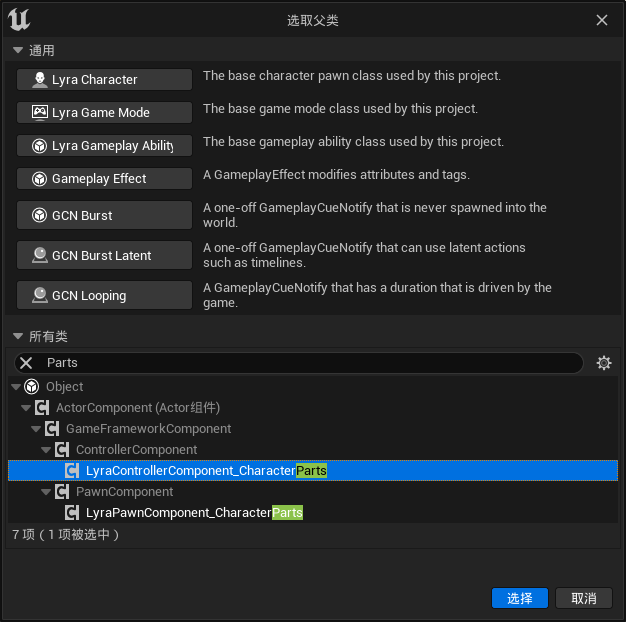 选取父类
通用
Lyra Character
The base character pawn class used by this project.
Lyra Game Mode
The base game mode class used by this project.
Lyra Gameplay Ability
The base gameplay ability class used by this project.
Gameplay Effect
A GameplayEffect modifies attributes and tags.
GCN Burst
A one-off GameplayCueNotify that is never spawned into the
world.
GCN Burst Latent
A one-off GameplayCueNotify that can use latent actions
such as timelines.
GCN Looping
A GameplayCueNotify that has a duration that is driven by the
game.
所有类
Parts
Object
ActorComponent (Actor组件)
GameFrameworkComponent
ControllerComponent
LyraControllerComponent_CharacterParts
PawnComponent
LyraPawnComponent_CharacterParts
7 项（1 项被选中）
选择
取消